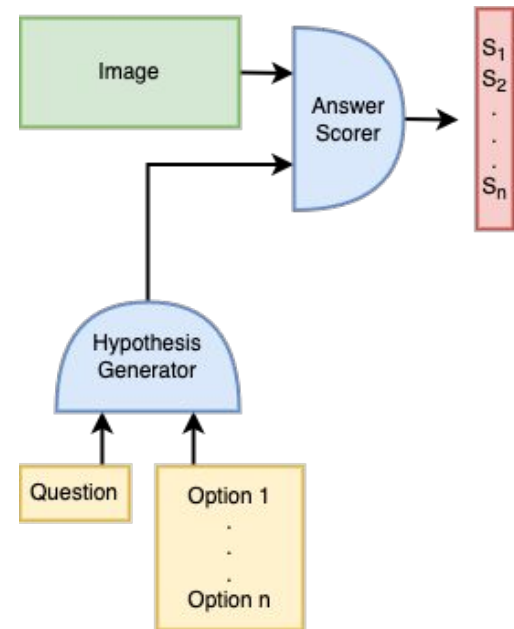 Image
Answer
Scorer
S1
S2
.
.
.
Sn
Hypothesis
Generator
Question
Option 1
.
.
.
Option n